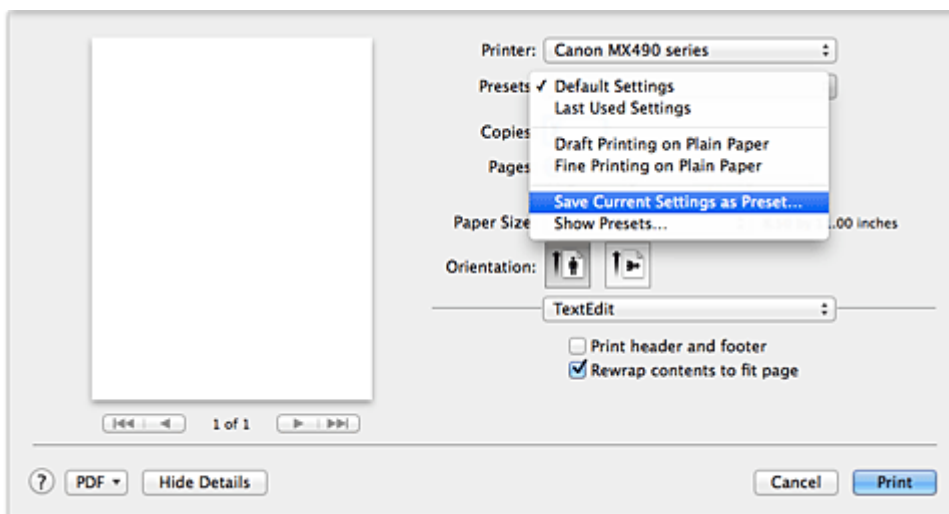 Printer: Canon MX490 series
Presets ✓ Default Settings
Last Used Settings
Copies
Draft Printing on Plain Paper
Pages Fine Printing on Plain Paper
Save Current Settings as Preset...
Paper Size Show Presets... .00 inches
Orientation:
TextEdit
Print header and footer
Rewrap contents to fit page
1 of 1
? PDF Hide Details Cancel Print